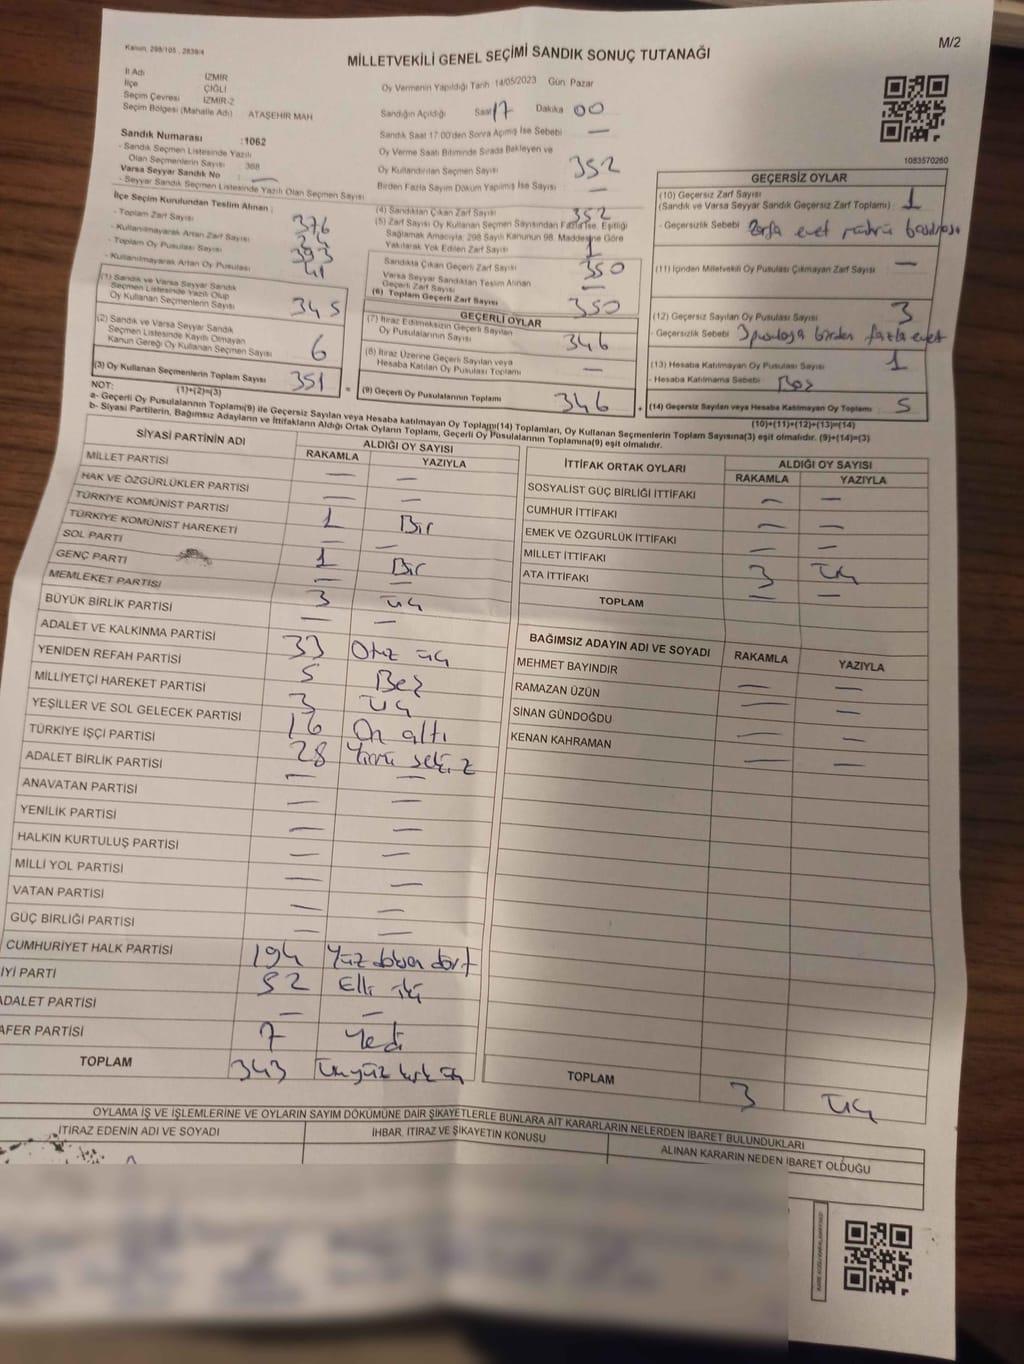 Kanun, 298/105 , 2839/4
M/2
MİLLETVEKİLİ GENEL SEÇİMİ SANDIK SONUÇ TUTANAĞI
İl Adı İZMİR
İlçe ÇİĞLİ
Seçim Çevresi İZMİR-2
Seçim Bölgesi (Mahalle Adı) ATAŞEHİR MAH
Sandık Numarası :1062
- Sandık Seçmen Listesinde Yazılı
Olan Seçmenlerin Sayısı : 368
Varsa Seyyar Sandık No : —
- Seyyar Sandık Seçmen Listesinde Yazılı Olan Seçmen Sayısı
İlçe Seçim Kurulundan Teslim Alınan ;
- Toplam Zarf Sayısı 376
- Kullanılmayarak Artan Zarf Sayısı
- Toplam Oy Pusulası Sayısı 393
- Kullanılmayarak Artan Oy Pusulası 41
Oy Vermenin Yapıldığı Tarih 14/05/2023 Gün Pazar
Sandığın Açıldığı Saat 17 Dakika 00
Sandık Saat 17:00'den Sonra Açmış İse Sebebi —
Oy Verme Saati Bitiminde Sırada Bekleyen ve
Oy Kullandırılan Seçmen Sayısı 352
Birden Fazla Sayım Döküm Yapılmış İse Sayısı —
(4) Sandıktan Çıkan Zarf Sayısı 352
(5) Zarf Sayısı Oy Kullanan Seçmen Sayısından Fazla İse, Eşitliği
Sağlamak Amacıyla, 298 Sayılı Kanunun 98. Maddesine Göre
Yakılarak Yok Edilen Zarf Sayısı 1
Sandıkta Çıkan Geçerli Zarf Sayısı 350
Varsa Seyyar Sandıktan Teslim Alınan
Geçerli Zarf Sayısı —
(6) Toplam Geçerli Zarf Sayısı 350
1083570260
GEÇERSİZ OYLAR
(10) Geçersiz Zarf Sayısı 1
(Sandık ve Varsa Seyyar Sandık Geçersiz Zarf Toplamı) :
- Geçersizlik Sebebi : Zarfa evet mührü
(11) İçinden Milletvekili Oy Pusulası Çıkmayan Zarf Sayısı —
(12) Geçersiz Sayılan Oy Pusulası Sayısı 3
- Geçersizlik Sebebi : 3 pusulaya birden fazla evet
(13) Hesaba Katılmayan Oy Pusulası Sayısı 1
- Hesaba Katılmama Sebebi : Boş
(14) Geçersiz Sayılan veya Hesaba Katılmayan Oy Toplamı : 5
(10)+(11)+(12)+(13)=(14)
(1) Sandık ve Varsa Seyyar Sandık
Seçmen Listesinde Yazılı Olup
Oy Kullanan Seçmenlerin Sayısı 345
(2) Sandık ve Varsa Seyyar Sandık
Seçmen Listesinde Kayıtlı Olmayan
Kanun Gereği Oy Kullanan Seçmen Sayısı 6
(3) Oy Kullanan Seçmenlerin Toplam Sayısı 351
(1)+(2)=(3)
GEÇERLİ OYLAR
(7) İtiraz Edilmeksizin Geçerli Sayılan
Oy Pusulalarının Sayısı 346
(8) İtiraz Üzerine Geçerli Sayılan veya
Hesaba Katılan Oy Pusulası Toplamı —
(9) Geçerli Oy Pusulalarının Toplamı 346
NOT:
a- Geçerli Oy Pusulalarının Toplamı(9) ile Geçersiz Sayılan veya Hesaba katılmayan Oy Toplamı(14) Toplamları, Oy Kullanan Seçmenlerin Toplam Sayısına(3) eşit olmalıdır. (9)+(14)=(3)
b- Siyasi Partilerin, Bağımsız Adayların ve İttifakların Aldığı Ortak Oyların Toplamı, Geçerli Oy Pusulalarının Toplamına(9) eşit olmalıdır.
SİYASİ PARTİNİN ADI ALDIĞI OY SAYISI
RAKAMLA YAZIYLA
MİLLET PARTİSİ — —
HAK VE ÖZGÜRLÜKLER PARTİSİ — —
TÜRKİYE KOMÜNİST PARTİSİ 1 Bir
TÜRKİYE KOMÜNİST HAREKETİ — —
SOL PARTİ 1 Bir
GENÇ PARTİ — —
MEMLEKET PARTİSİ 3 üç
BÜYÜK BİRLİK PARTİSİ — —
ADALET VE KALKINMA PARTİSİ 33 Otuz üç
YENİDEN REFAH PARTİSİ 5 Beş
MİLLİYETÇİ HAREKET PARTİSİ 3 üç
YEŞİLLER VE SOL GELECEK PARTİSİ 16 On altı
TÜRKİYE İŞÇİ PARTİSİ 28 Yirmi sekiz
ADALET BİRLİK PARTİSİ — —
ANAVATAN PARTİSİ — —
YENİLİK PARTİSİ — —
HALKIN KURTULUŞ PARTİSİ — —
MİLLİ YOL PARTİSİ — —
VATAN PARTİSİ — —
GÜÇ BİRLİĞİ PARTİSİ — —
CUMHURİYET HALK PARTİSİ 194 Yüz doksan dört
İYİ PARTİ 52 Elli iki
ADALET PARTİSİ — —
AFER PARTİSİ 7 Yedi
TOPLAM 343 Üçyüz kırk üç
İTTİFAK ORTAK OYLARI ALDIĞI OY SAYISI
RAKAMLA YAZIYLA
SOSYALİST GÜÇ BİRLİĞİ İTTİFAKI — —
CUMHUR İTTİFAKI — —
EMEK VE ÖZGÜRLÜK İTTİFAKI — —
MİLLET İTTİFAKI 3 üç
ATA İTTİFAKI — —
TOPLAM
BAĞIMSIZ ADAYIN ADI VE SOYADI RAKAMLA YAZIYLA
MEHMET BAYINDIR — —
RAMAZAN ÜZÜN — —
SİNAN GÜNDOĞDU — —
KENAN KAHRAMAN — —
TOPLAM 3 üç
OYLAMA İŞ VE İŞLEMLERİNE VE OYLARIN SAYIM DÖKÜMÜNE DAİR ŞİKAYETLERLE BUNLARA AİT KARARLARIN NELERDEN İBARET BULUNDUKLARI
İTİRAZ EDENİN ADI VE SOYADI İHBAR, İTİRAZ VE ŞİKAYETİN KONUSU ALINAN KARARIN NEDEN İBARET OLDUĞU